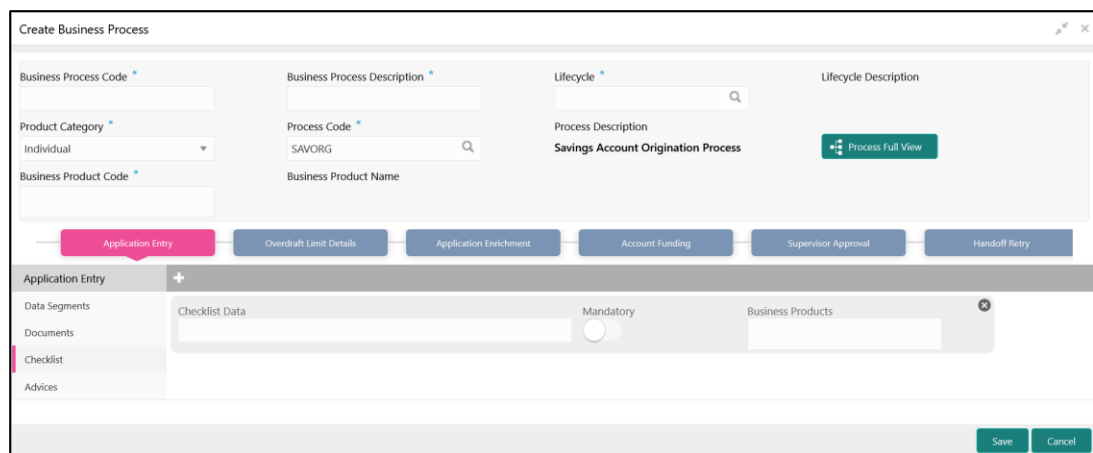 Create Business Process
Business Process Code *
Business Process Description *
Lifecycle *
Lifecycle Description
Product Category *
Process Code *
Process Description
Individual
SAVORG
Savings Account Origination Process
Process Full View
Business Product Code *
Business Product Name
Application Entry
Overdraft Limit Details
Application Enrichment
Account Funding
Supervisor Approval
Handoff Retry
Application Entry
Data Segments
Documents
Checklist
Advices
Checklist Data
Mandatory
Business Products
Save
Cancel